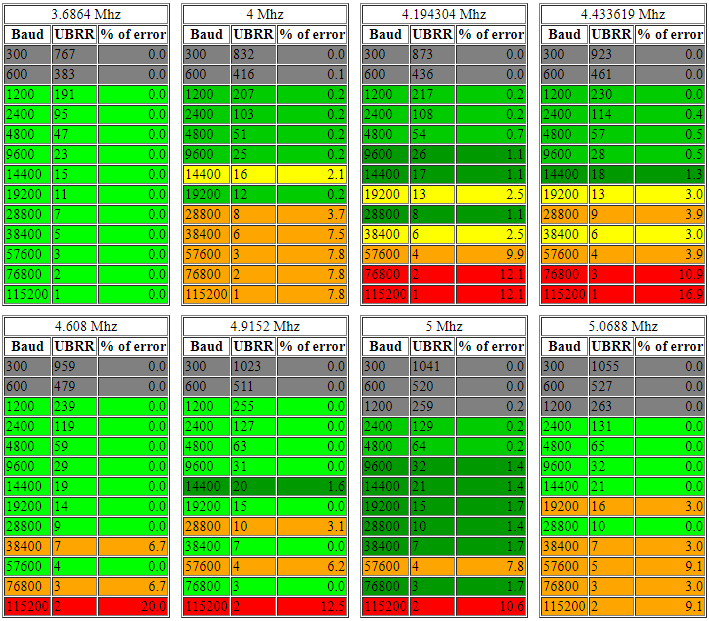 3.6864 Mhz
Baud UBRR % of error
300 767 0.0
600 383 0.0
1200 191 0.0
2400 95 0.0
4800 47 0.0
9600 23 0.0
14400 15 0.0
19200 11 0.0
28800 7 0.0
38400 5 0.0
57600 3 0.0
76800 2 0.0
115200 1 0.0
4 Mhz
Baud UBRR % of error
300 832 0.0
600 416 0.1
1200 207 0.2
2400 103 0.2
4800 51 0.2
9600 25 0.2
14400 16 2.1
19200 12 0.2
28800 8 3.7
38400 6 7.5
57600 3 7.8
76800 2 7.8
115200 1 7.8
4.194304 Mhz
Baud UBRR % of error
300 873 0.0
600 436 0.0
1200 217 0.2
2400 108 0.2
4800 54 0.7
9600 26 1.1
14400 17 1.1
19200 13 2.5
28800 8 1.1
38400 6 2.5
57600 4 9.9
76800 2 12.1
115200 1 12.1
4.433619 Mhz
Baud UBRR % of error
300 923 0.0
600 461 0.0
1200 230 0.0
2400 114 0.4
4800 57 0.5
9600 28 0.5
14400 18 1.3
19200 13 3.0
28800 9 3.9
38400 6 3.0
57600 4 3.9
76800 3 10.9
115200 1 16.9
4.608 Mhz
Baud UBRR % of error
300 959 0.0
600 479 0.0
1200 239 0.0
2400 119 0.0
4800 59 0.0
9600 29 0.0
14400 19 0.0
19200 14 0.0
28800 9 0.0
38400 7 6.7
57600 4 0.0
76800 3 6.7
115200 2 20.0
4.9152 Mhz
Baud UBRR % of error
300 1023 0.0
600 511 0.0
1200 255 0.0
2400 127 0.0
4800 63 0.0
9600 31 0.0
14400 20 1.6
19200 15 0.0
28800 10 3.1
38400 7 0.0
57600 4 6.2
76800 3 0.0
115200 2 12.5
5 Mhz
Baud UBRR % of error
300 1041 0.0
600 520 0.0
1200 259 0.2
2400 129 0.2
4800 64 0.2
9600 32 1.4
14400 21 1.4
19200 15 1.7
28800 10 1.4
38400 7 1.7
57600 4 7.8
76800 3 1.7
115200 2 10.6
5.0688 Mhz
Baud UBRR % of error
300 1055 0.0
600 527 0.0
1200 263 0.0
2400 131 0.0
4800 65 0.0
9600 32 0.0
14400 21 0.0
19200 16 3.0
28800 10 0.0
38400 7 3.0
57600 5 9.1
76800 3 3.0
115200 2 9.1